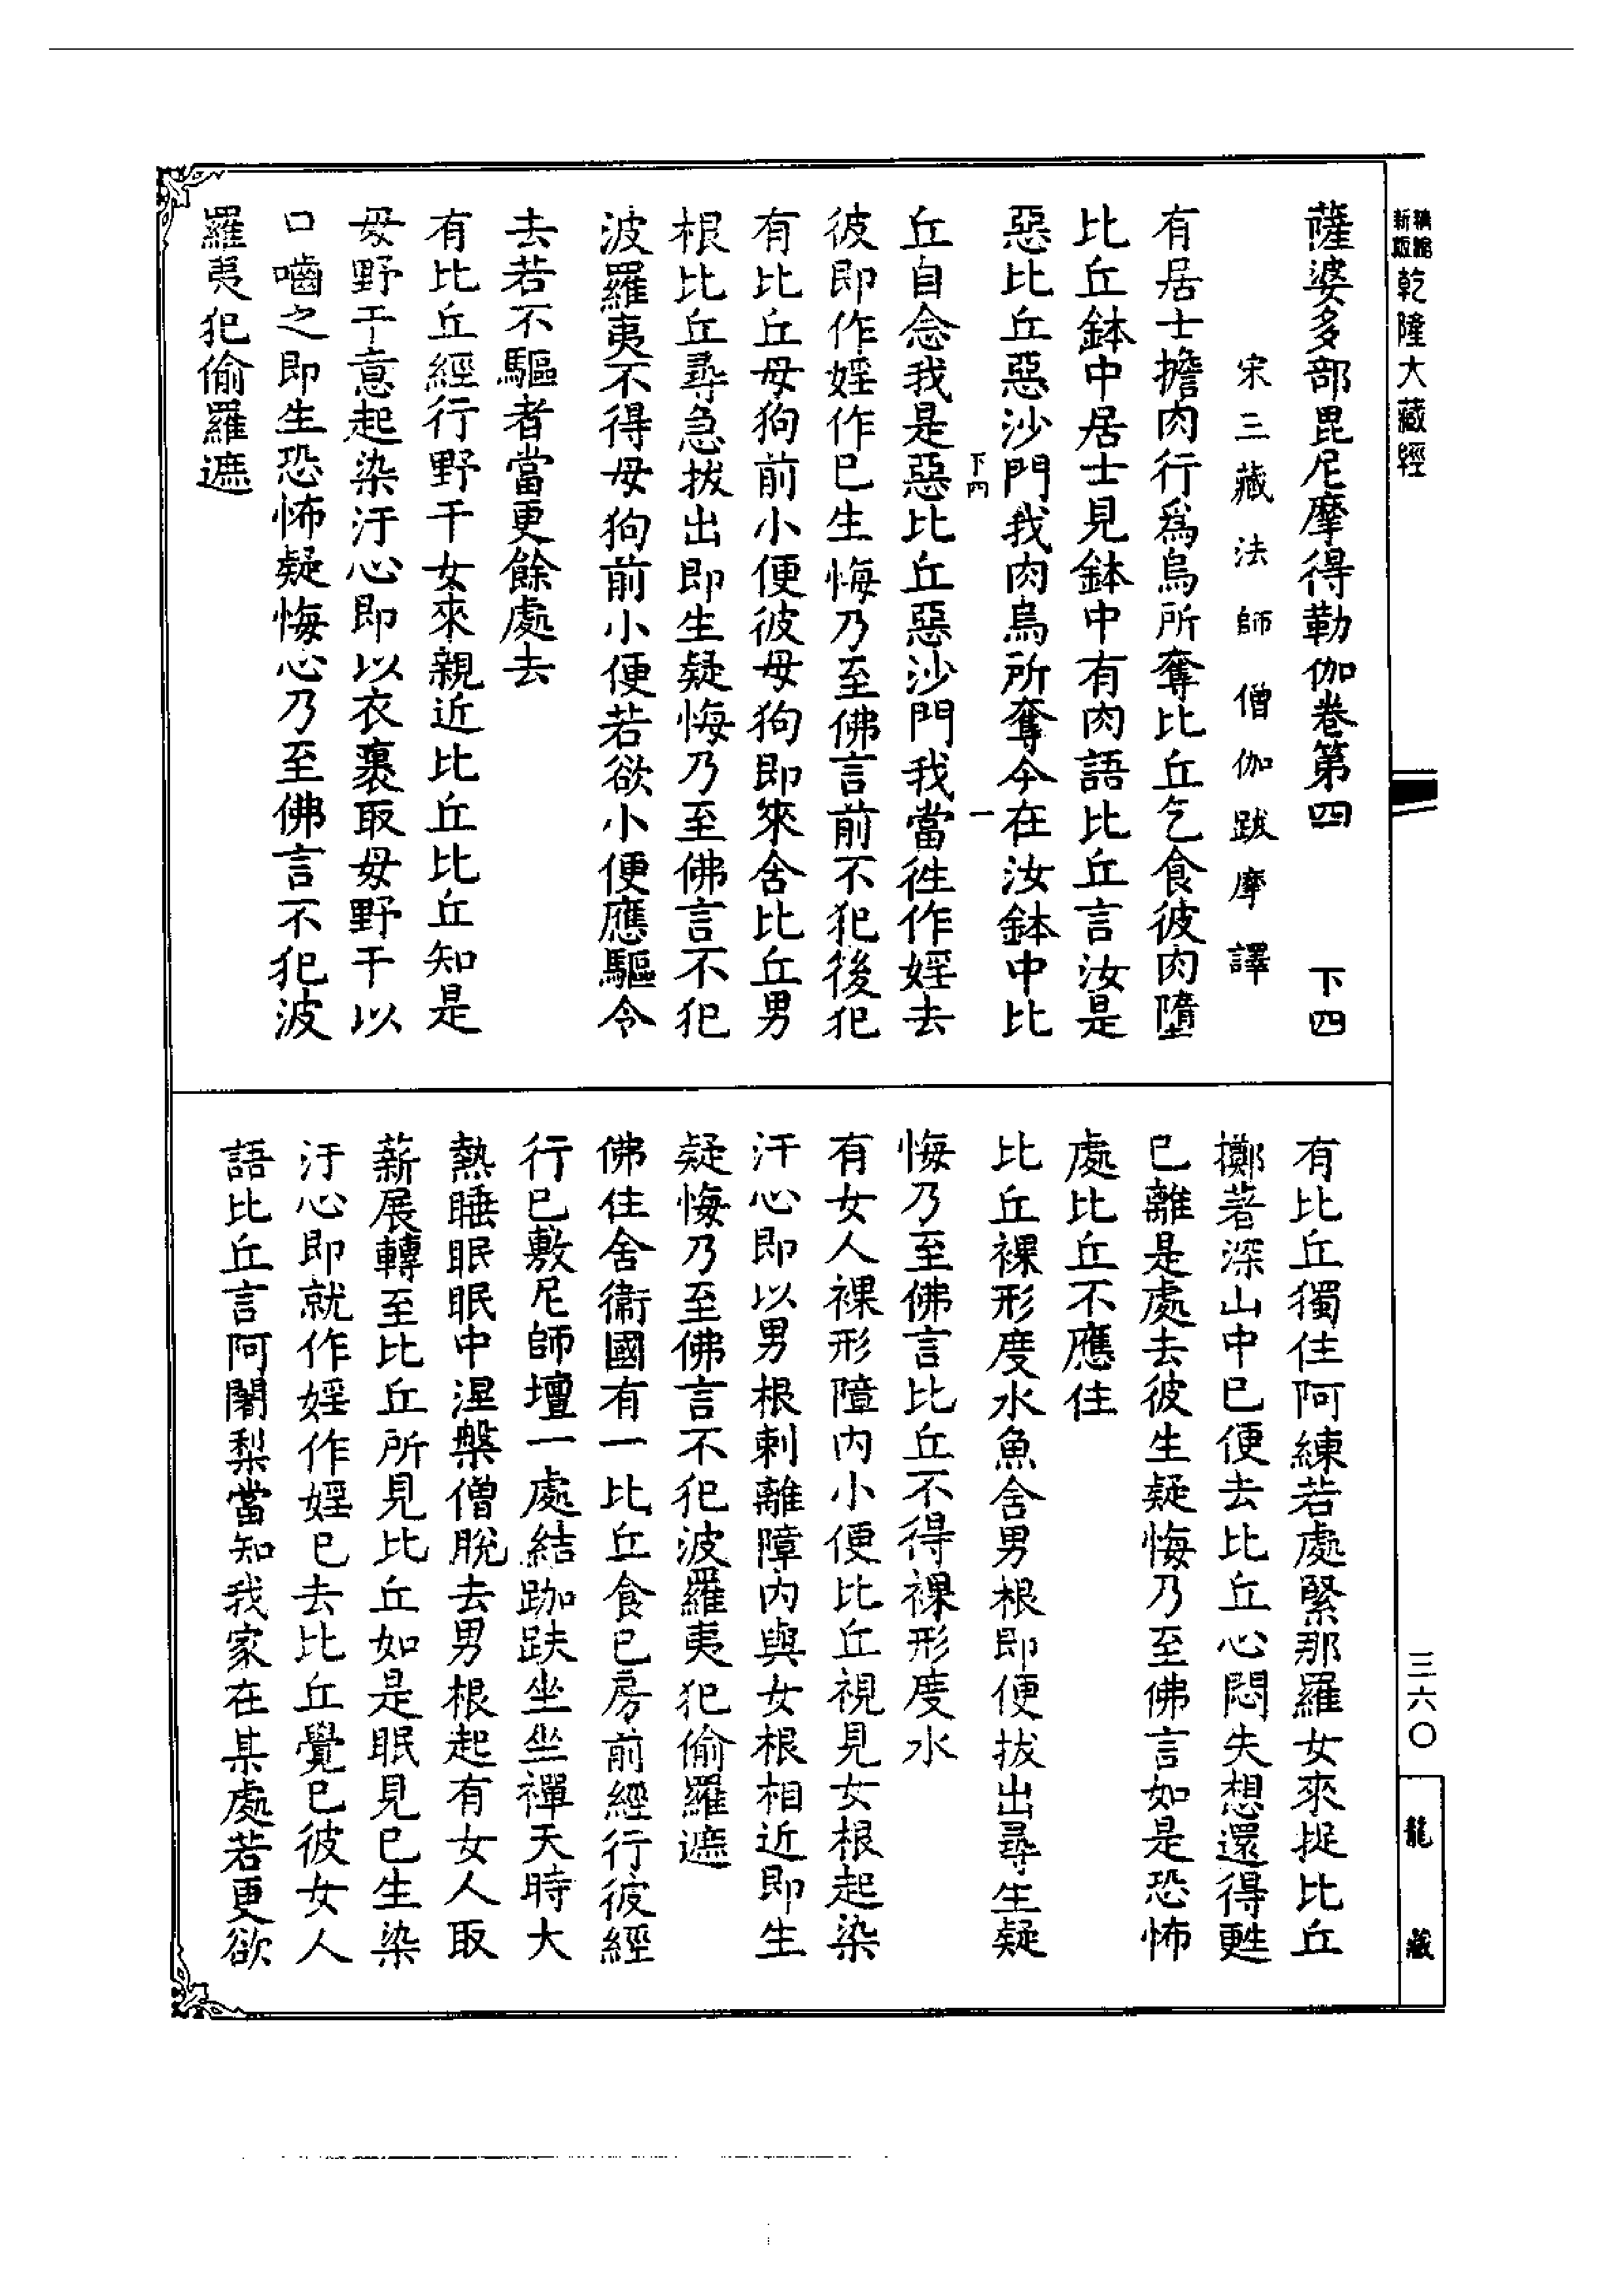 精縮新版
乾隆大藏經
薩婆多部毘尼摩得勒伽卷第四 下四
宋三藏法師僧伽跋摩譯
有居士擔肉行爲烏所奪比丘乞食彼肉墮
比丘鉢中居士見鉢中有肉語比丘言汝是
惡比丘惡沙門我肉烏所奪今在汝鉢中比
下四 一
丘自念我是惡比丘惡沙門我當往作婬去
彼即作婬作已生悔乃至佛言前不犯後犯
有比丘母狗前小便彼母狗即來含比丘男
根比丘尋急拔出即生疑悔乃至佛言不犯
波羅夷不得母狗前小便若欲小便應驅令
去若不驅者當更餘處去
有比丘經行野干女來親近比丘比丘知是
母野干意起染汙心即以衣裹取母野干以
口嚙之即生恐怖疑悔心乃至佛言不犯波
羅夷犯偷羅遮
有比丘獨住阿練若處緊那羅女來捉比丘
擲著深山中已便去比丘心悶失想還得甦
已離是處去彼生疑悔乃至佛言如是恐怖
處比丘不應住
比丘裸形度水魚含男根即便拔出尋生疑
悔乃至佛言比丘不得裸形度水
有女人裸形障内小便比丘視見女根起染
汙心即以男根刺離障内與女根相近即生
疑悔乃至佛言不犯波羅夷犯偷羅遮
佛住舍衛國有一比丘食已房前經行彼經
行已敷尼師壇一處結跏趺坐坐禪天時大
熱睡眠眠中涅槃僧脫去男根起有女人取
薪展轉至比丘所見比丘如是眠見已生染
汙心即就作婬作婬已去比丘覺已彼女人
語比丘言阿闍梨當知我家在某處若更欲
三六〇
龍藏